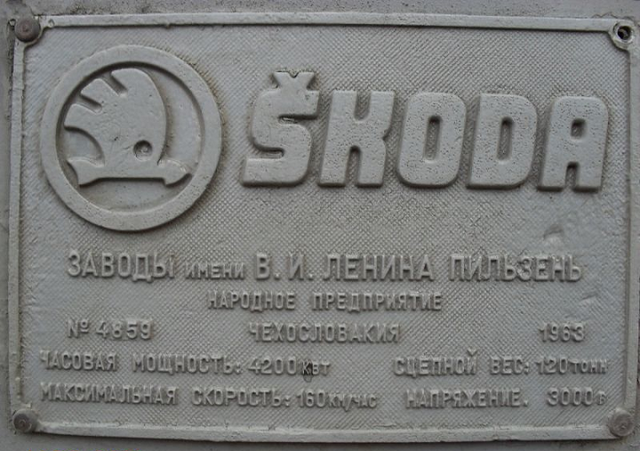 ŠKODA
ЗАВОДЫ имени В. И. ЛЕНИНА ПИЛЬЗЕНЬ
НАРОДНОЕ ПРЕДПРИЯТИЕ
№ 4859 ЧЕХОСЛОВАКИЯ 1963
ЧАСОВАЯ МОЩНОСТЬ: 4200 кВт СЦЕПНОЙ ВЕС: 120 тонн
МАКСИМАЛЬНАЯ СКОРОСТЬ: 160 км/час НАПРЯЖЕНИЕ. 3000 в